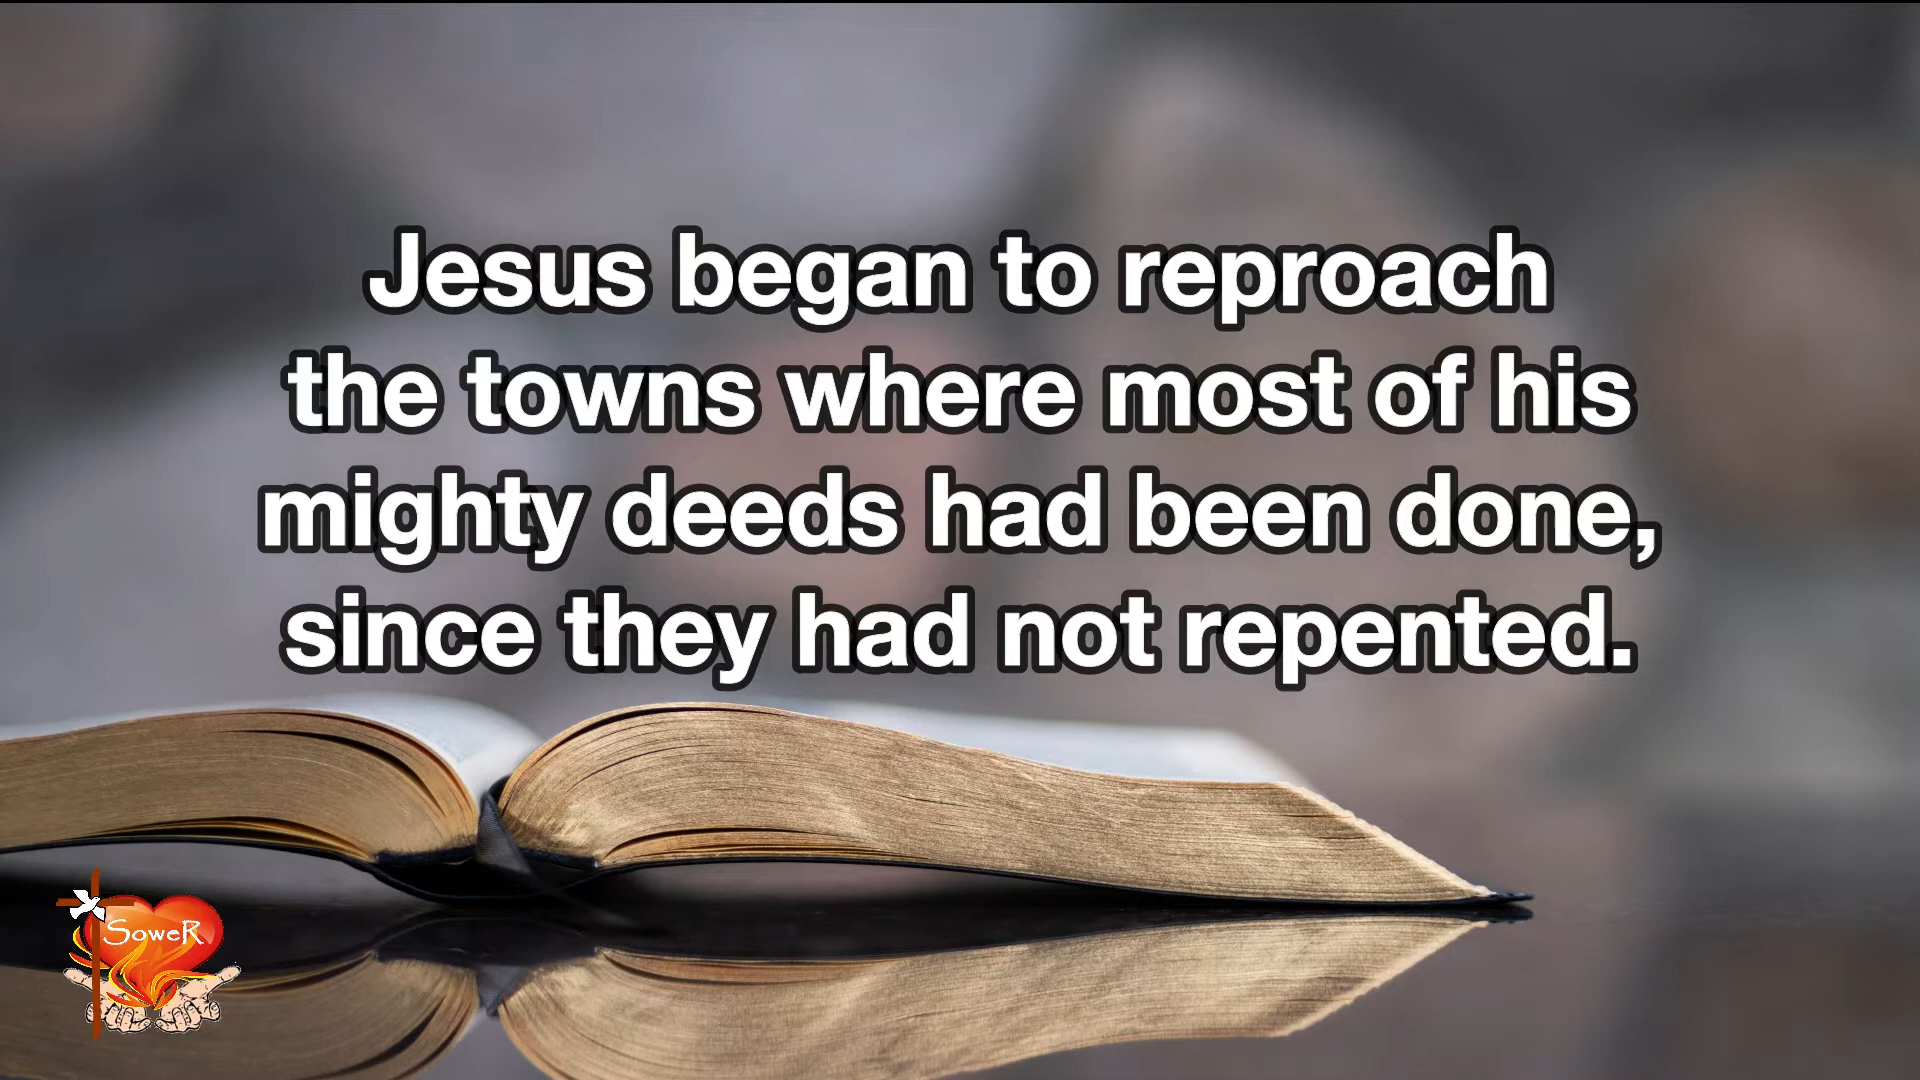 Jesus began to reproach
the towns where most of his
mighty deeds had been done,
since they had not repented.
SoweR